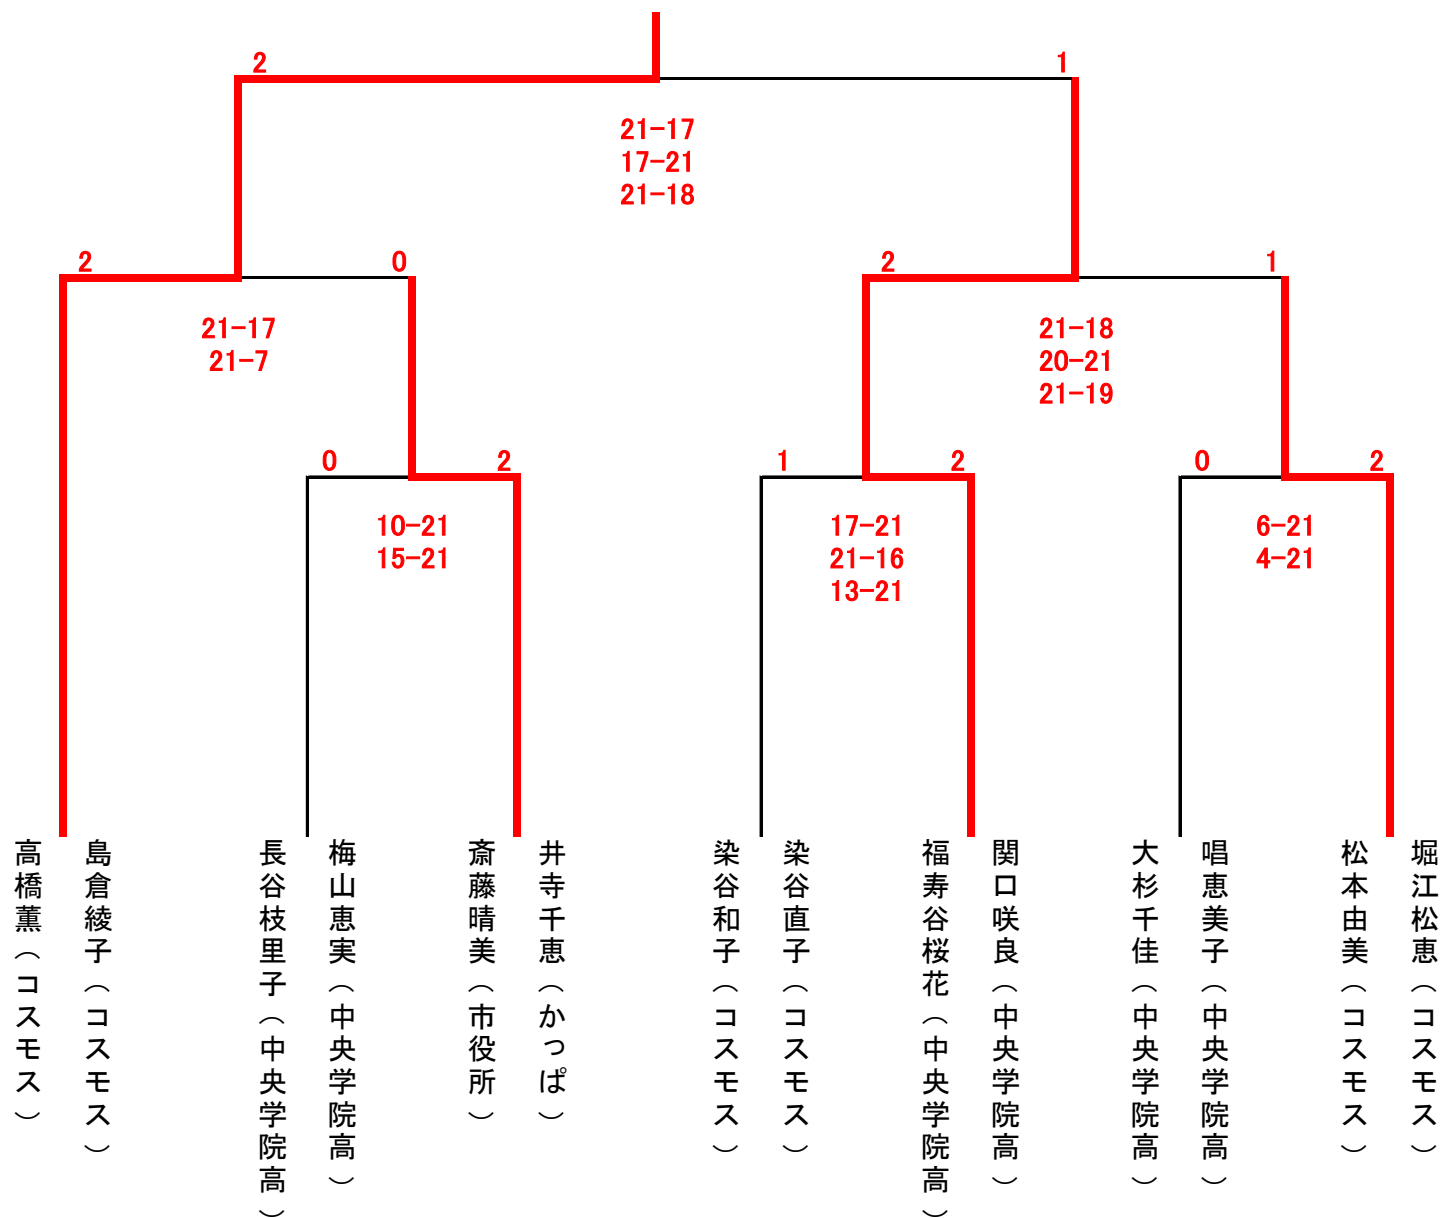 2
1
21-17
17-21
21-18
2
0
2
1
21-17
21-7
21-18
20-21
21-19
0
2
1
2
0
2
10-21
15-21
17-21
21-16
13-21
6-21
4-21
高橋薫（コスモス）
島倉綾子（コスモス）
長谷枝里子（中央学院高）
梅山恵実（中央学院高）
斎藤晴美（市役所）
井寺千恵（かっぱ）
染谷和子（コスモス）
染谷直子（コスモス）
福寿谷桜花（中央学院高）
関口咲良（中央学院高）
大杉千佳（中央学院高）
唱恵美子（中央学院高）
松本由美（コスモス）
堀江松恵（コスモス）